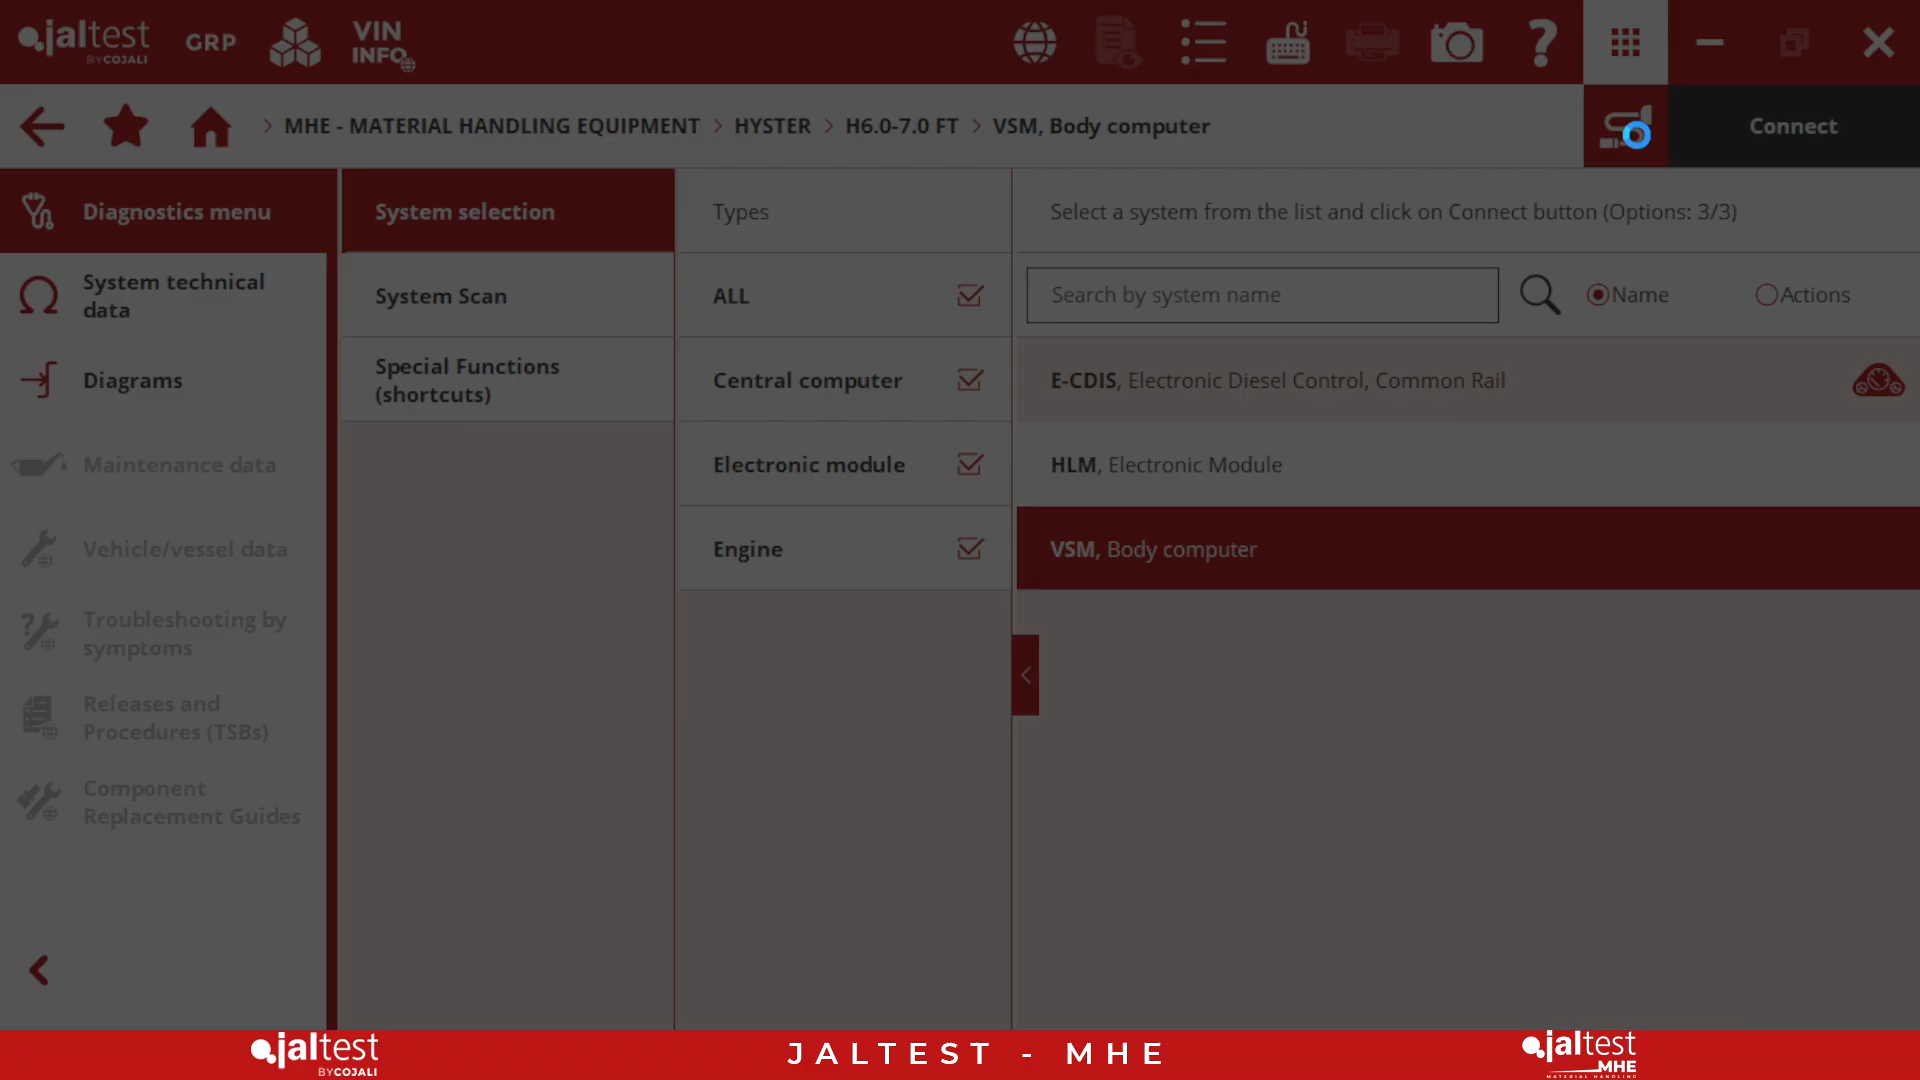 jaltest
BY COJALI
GRP
VIN
INFO
MHE - MATERIAL HANDLING EQUIPMENT
HYSTER
H6.0-7.0 FT
VSM, Body computer
Connect
Diagnostics menu
System technical
data
Diagrams
Maintenance data
Vehicle/vessel data
Troubleshooting by
symptoms
Releases and
Procedures (TSBs)
Component
Replacement Guides
System selection
System Scan
Special Functions
(shortcuts)
Types
ALL
Central computer
Electronic module
Engine
Select a system from the list and click on Connect button (Options: 3/3)
Search by system name
Name
Actions
E-CDIS, Electronic Diesel Control, Common Rail
HLM, Electronic Module
VSM, Body computer
jaltest
BY COJALI
JALTEST - MHE
jaltest
MHE
MATERIAL HANDLING